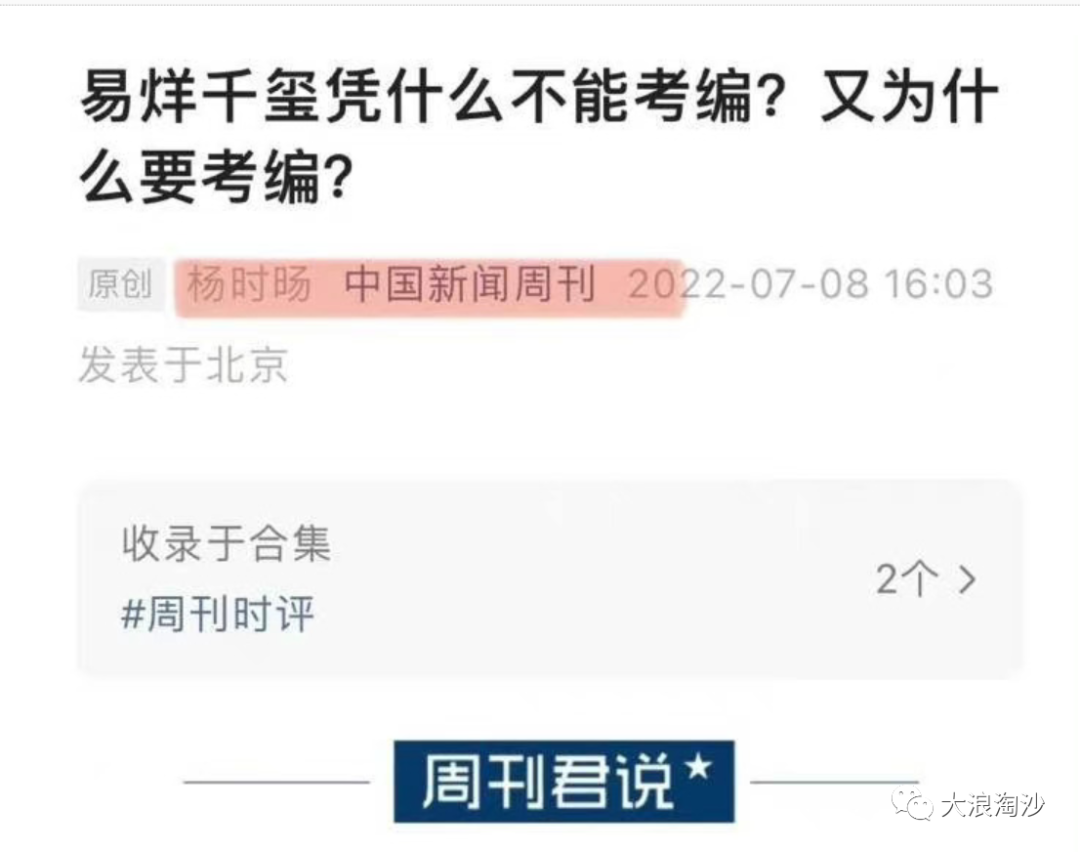 易烊千玺凭什么不能考编？又为什
么要考编？
原创 杨时旸 中国新闻周刊 2022-07-08 16:03
发表于北京
收录于合集
#周刊时评
2个
周刊君说
大浪淘沙